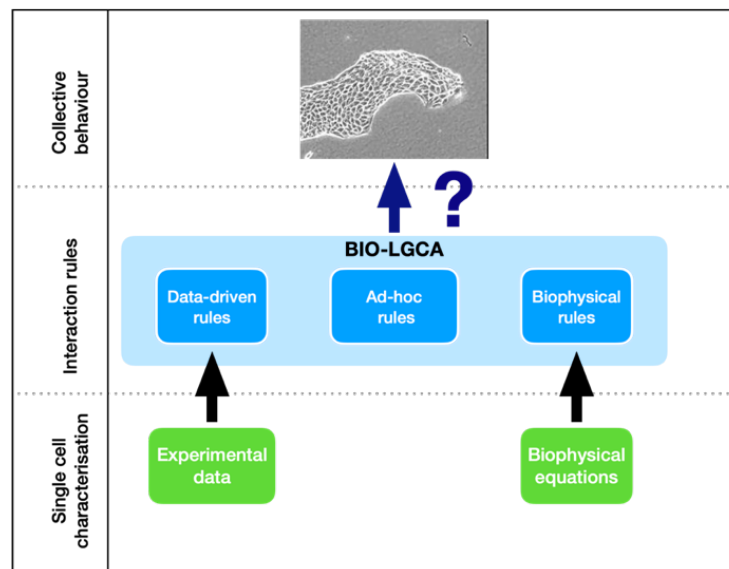 Collective
behaviour
?
Interaction rules
BIO-LGCA
Data-driven
rules
Ad-hoc
rules
Biophysical
rules
Single cell
characterisation
Experimental
data
Biophysical
equations